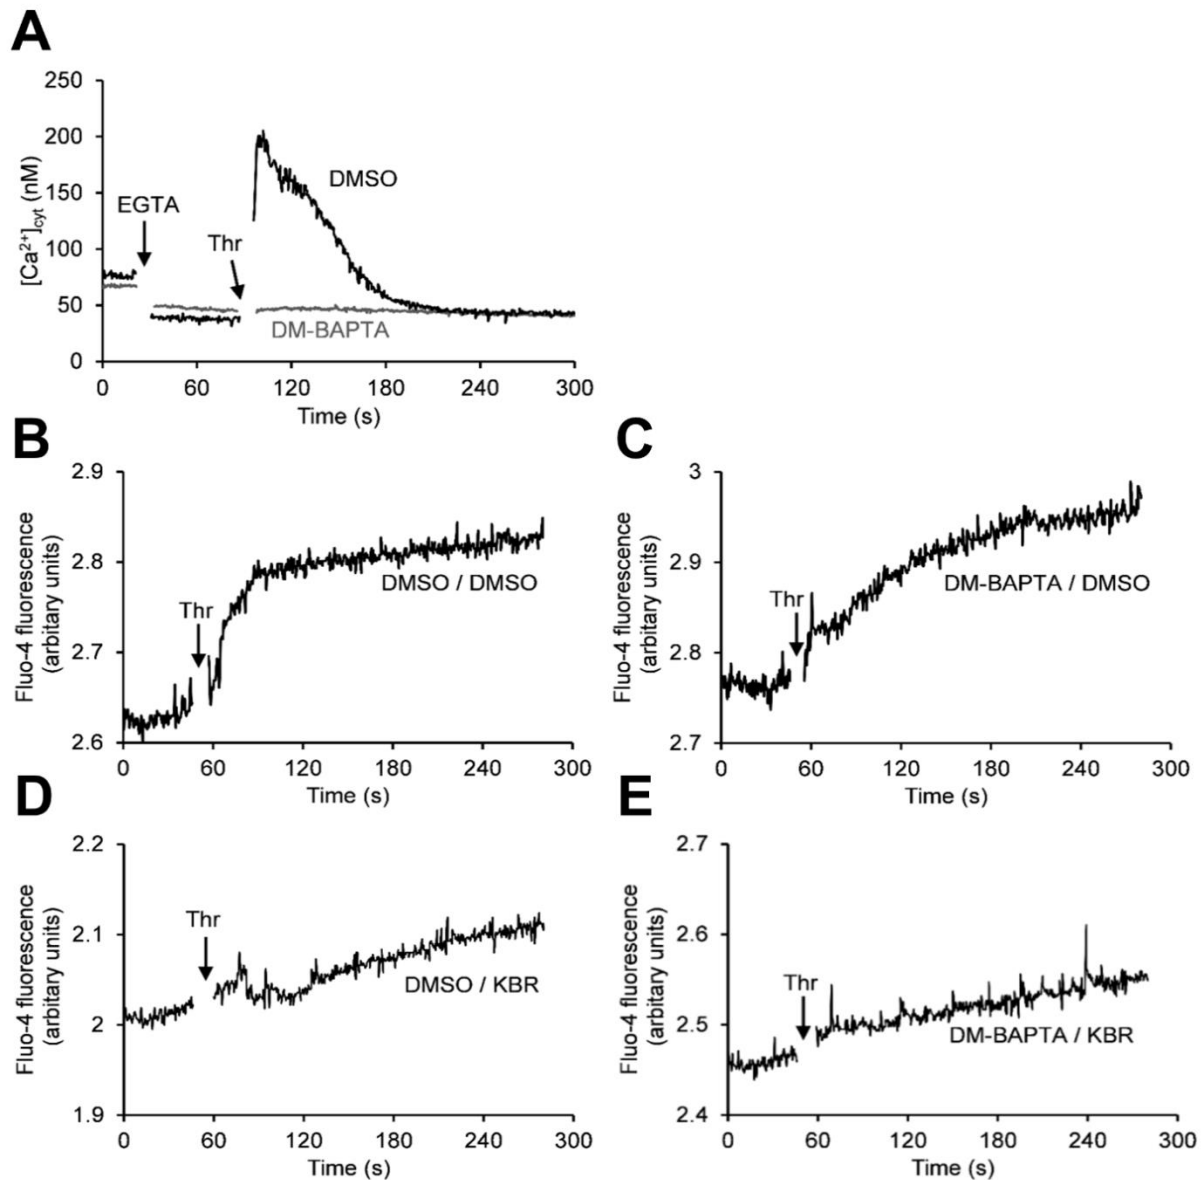 A
250
200
150
100
50
0
[Ca²⁺]cyt (nM)
EGTA
Thr
DMSO
DM-BAPTA
0 60 120 180 240 300
Time (s)
B
2.9
2.8
2.7
2.6
Fluo-4 fluorescence
(arbitary units)
Thr
DMSO / DMSO
0 60 120 180 240 300
Time (s)
C
3
2.9
2.8
2.7
Fluo-4 fluorescence
(arbitary units)
Thr
DM-BAPTA / DMSO
0 60 120 180 240 300
Time (s)
D
2.2
2.1
2
1.9
Fluo-4 fluorescence
(arbitary units)
Thr
DMSO / KBR
0 60 120 180 240 300
Time (s)
E
2.7
2.6
2.5
2.4
Fluo-4 fluorescence
(arbitary units)
Thr
DM-BAPTA / KBR
0 60 120 180 240 300
Time (s)